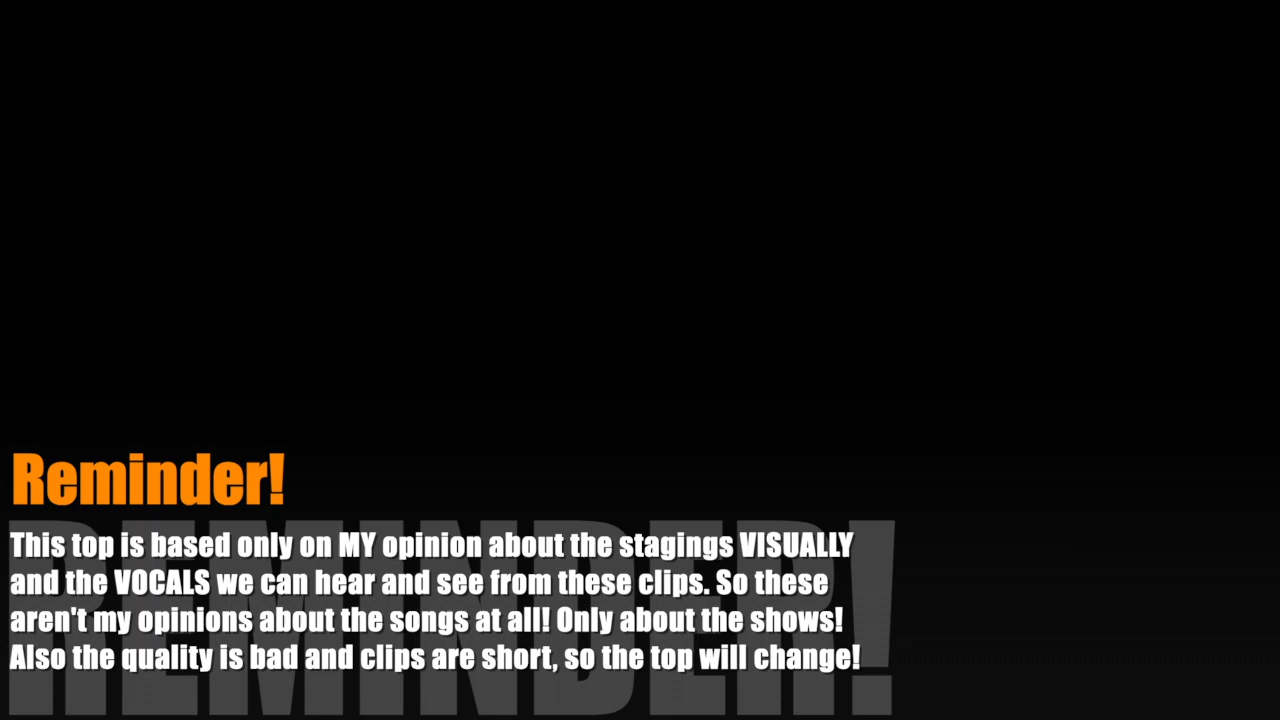 Reminder!
REMINDER!
This top is based only on MY opinion about the stagings VISUALLY
and the VOCALS we can hear and see from these clips. So these
aren't my opinions about the songs at all! Only about the shows!
Also the quality is bad and clips are short, so the top will change!